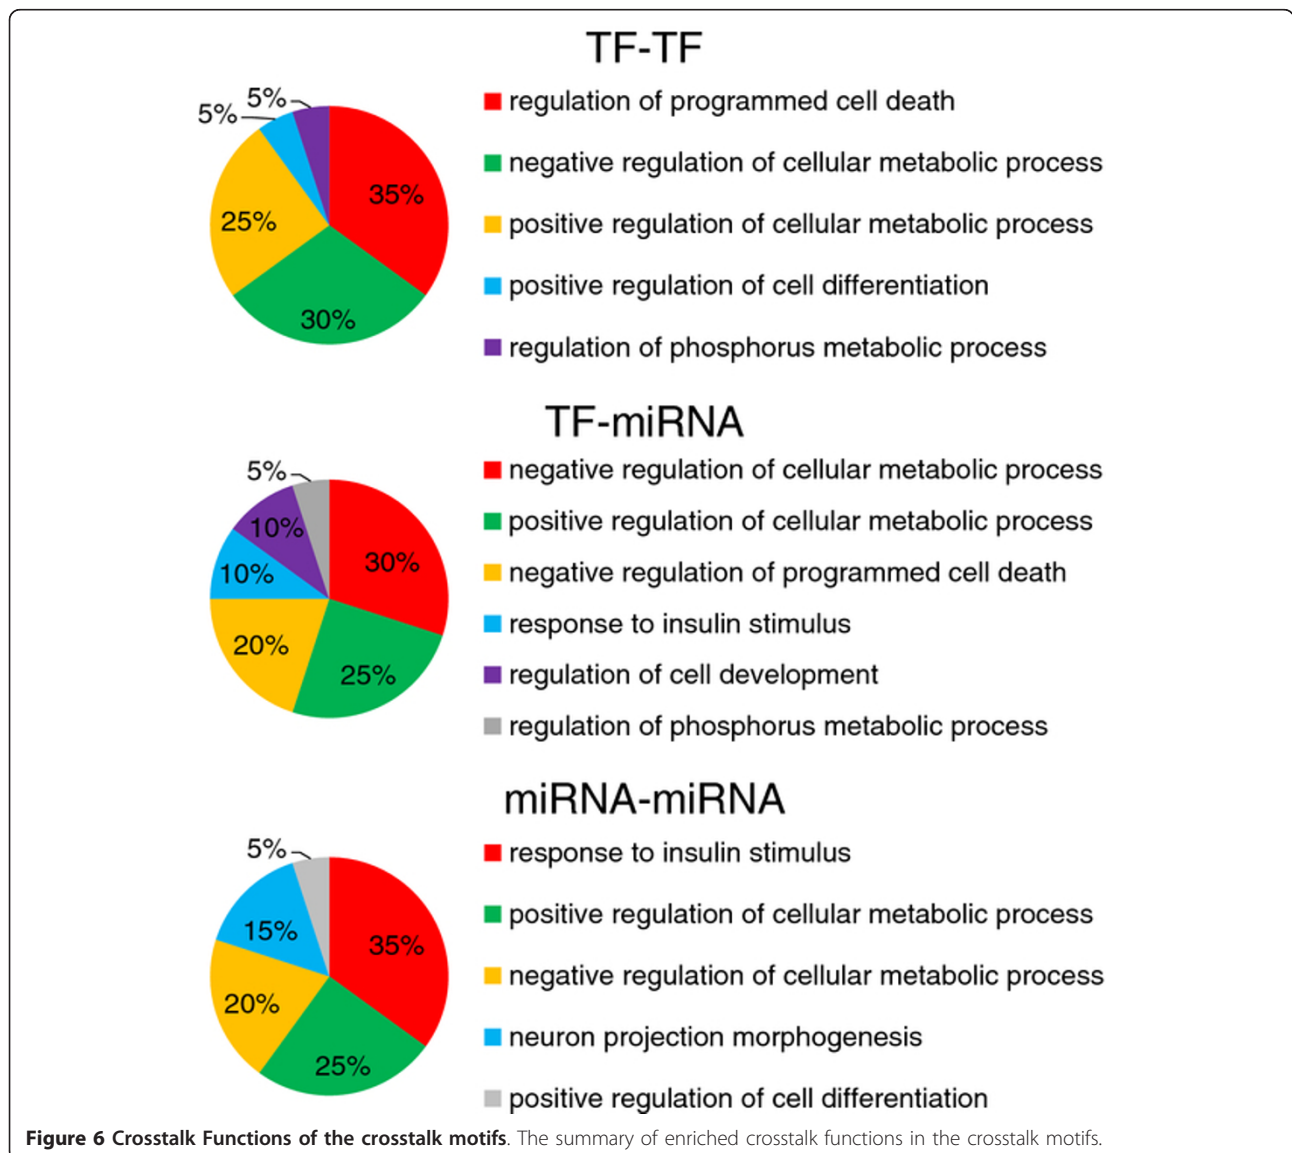 TF-TF
5%
5%
35%
25%
30%
regulation of programmed cell death
negative regulation of cellular metabolic process
positive regulation of cellular metabolic process
positive regulation of cell differentiation
regulation of phosphorus metabolic process
TF-miRNA
5%
10%
30%
10%
20%
25%
negative regulation of cellular metabolic process
positive regulation of cellular metabolic process
negative regulation of programmed cell death
response to insulin stimulus
regulation of cell development
regulation of phosphorus metabolic process
miRNA-miRNA
5%
15%
35%
20%
25%
response to insulin stimulus
positive regulation of cellular metabolic process
negative regulation of cellular metabolic process
neuron projection morphogenesis
positive regulation of cell differentiation
Figure 6 Crosstalk Functions of the crosstalk motifs. The summary of enriched crosstalk functions in the crosstalk motifs.